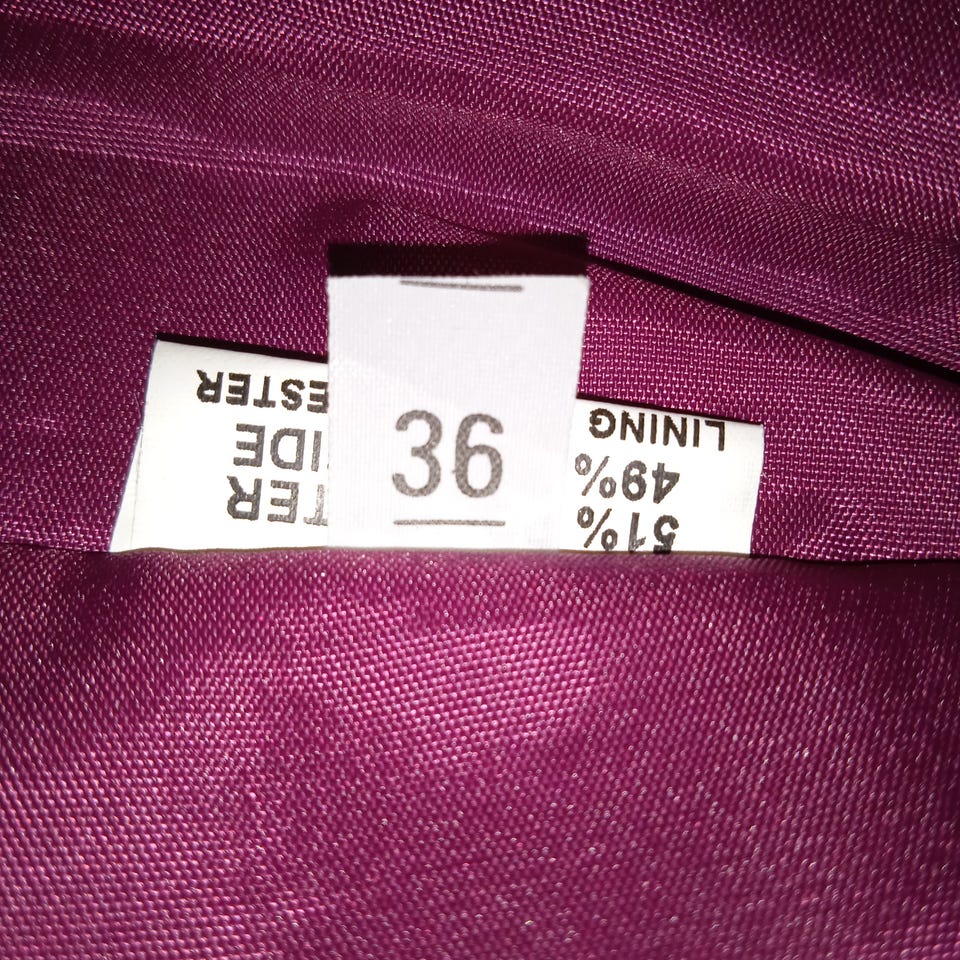 36
51% TER
49% IDE
LINING ESTER